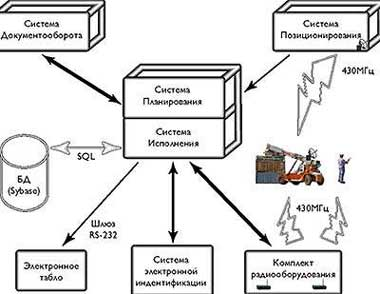 Система
Документооборота
Система
Позиционирования
430МГц
Система
Планирования
Система
Исполнения
SQL
БД
(Sybase)
430МГц
Шлюз
RS-232
Электронное
табло
Система
электронной
индентификации
Комплект
радиооборудования